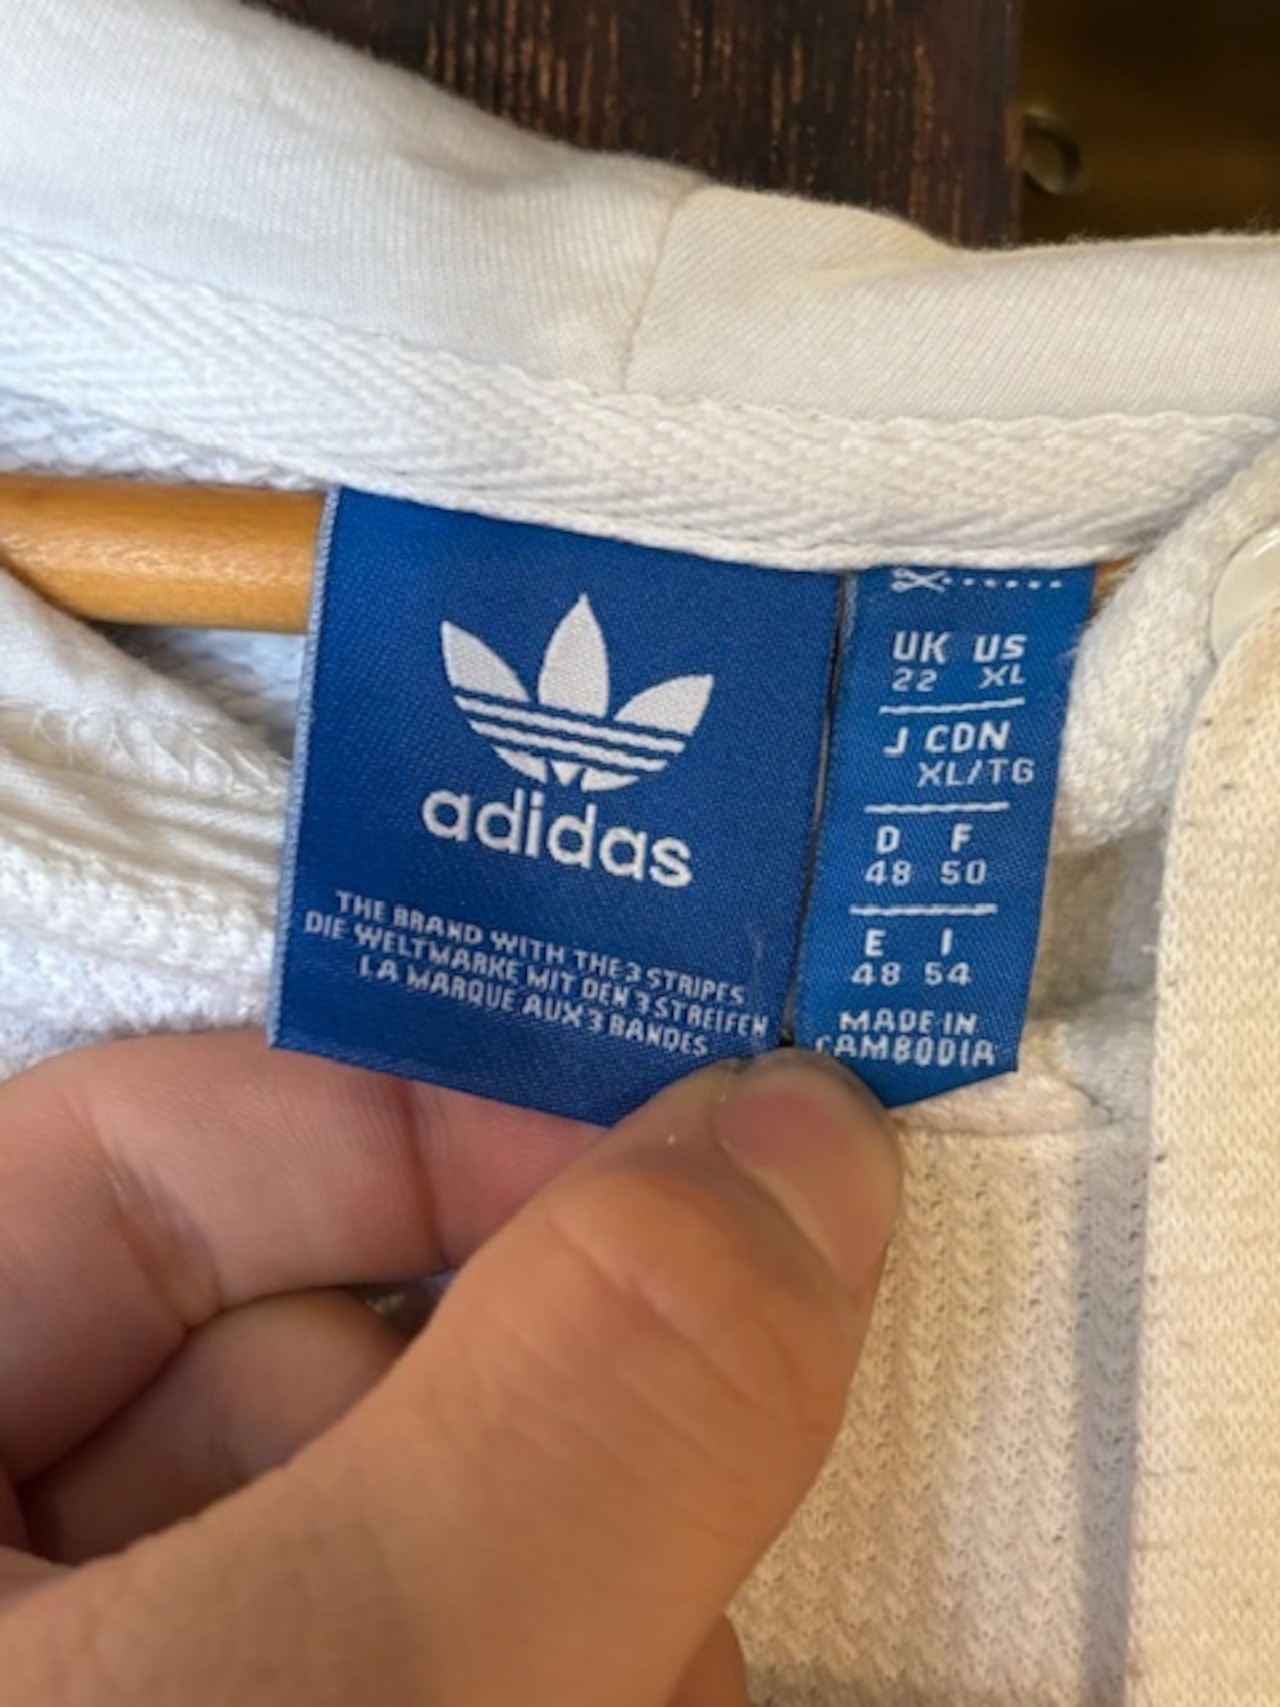 adidas
THE BRAND WITH THE 3 STRIPES
DIE WELTMARKE MIT DEN 3 STREIFEN
LA MARQUE AUX 3 BANDES
UK US
22 XL
J CDN
XL/TG
D F
48 50
E I
48 54
MADE IN
CAMBODIA